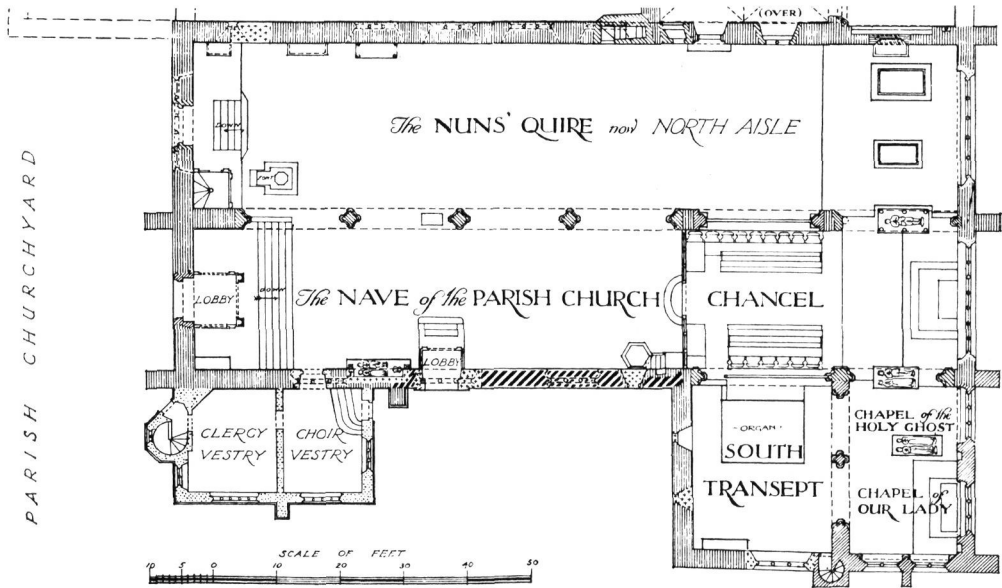 (OVER)
The NUNS' QUIRE now NORTH AISLE
DOWN
FONT
PARISH CHURCHYARD
LOBBY
DOWN
The NAVE of the PARISH CHURCH
CHANCEL
LOBBY
CLERGY VESTRY
CHOIR VESTRY
-ORGAN-
SOUTH TRANSEPT
CHAPEL of the
HOLY GHOST
CHAPEL of
OUR LADY
SCALE OF FEET
10 5 0 10 20 30 40 50